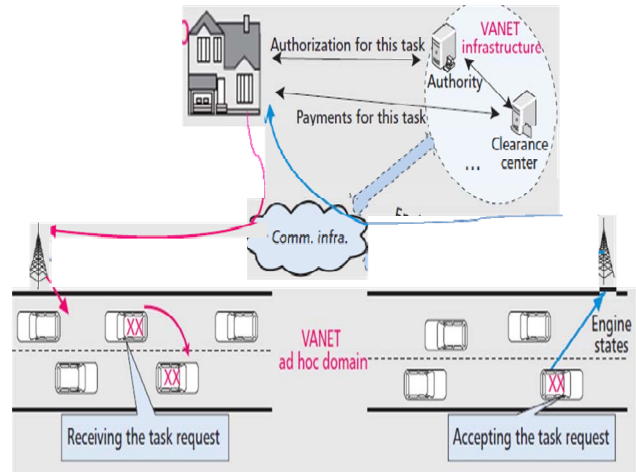 Authorization for this task
VANET
infrastructure
Authority
Payments for this task
Clearance
center
...
Comm. infra.
XX
XX
VANET
ad hoc domain
Engine
states
XX
Receiving the task request
Accepting the task request